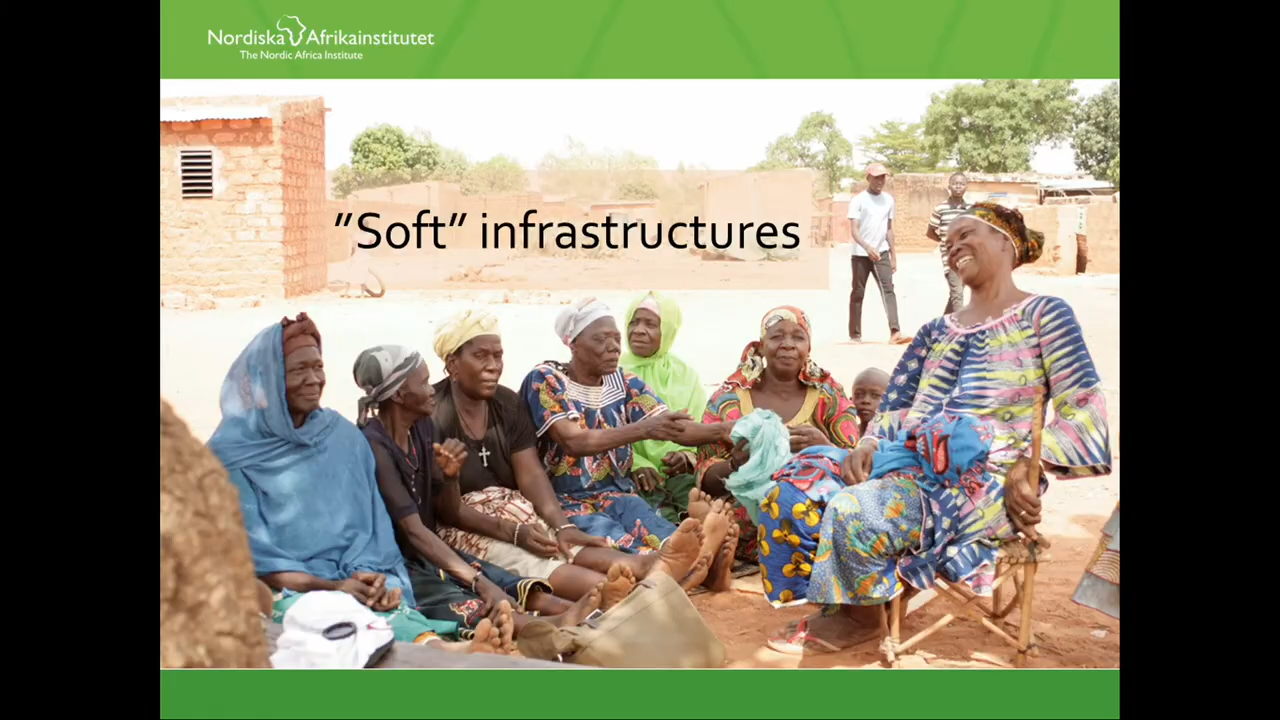 Nordiska Afrikainstitutet
The Nordic Africa Institute
”Soft” infrastructures